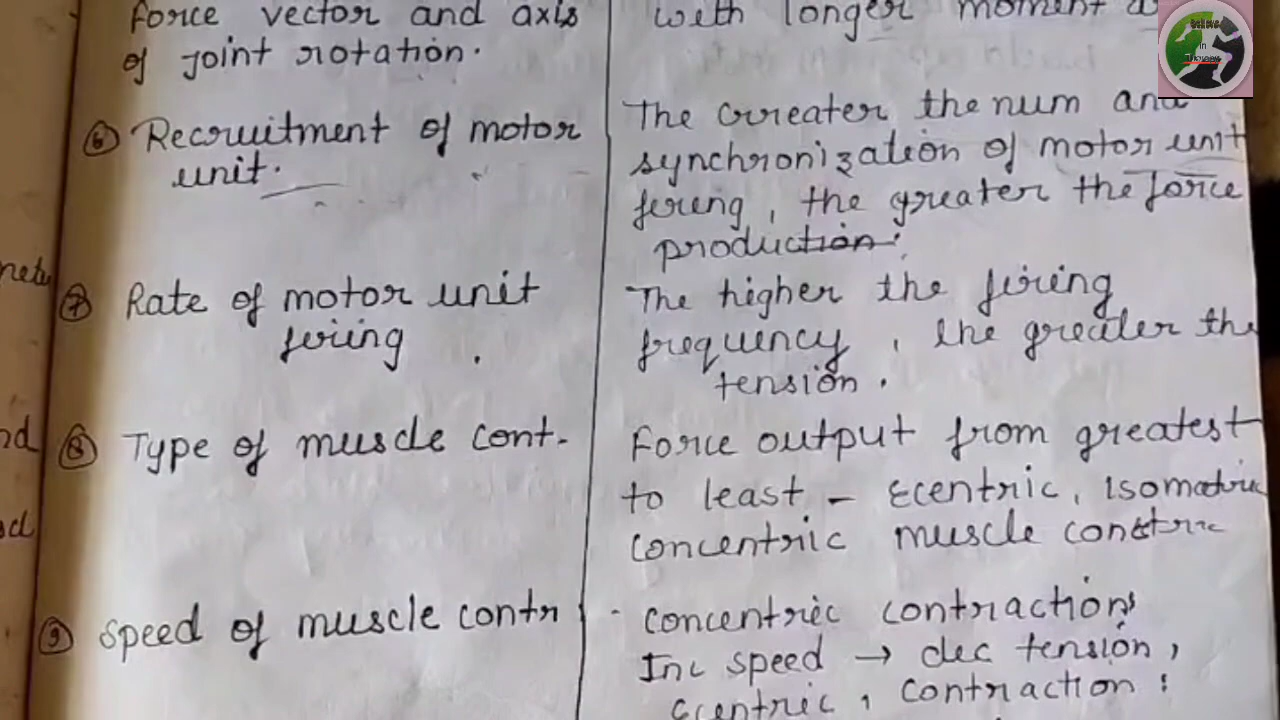 force vector and axis
of joint rotation.
with longer moment
⑥ Recruitment of motor
unit.
The Greater the num and
synchronization of motor unit
firing, the greater the force
production.
⑦ Rate of motor unit
firing
The higher the firing
frequency, the greater the
tension.
⑧ Type of muscle cont-
Force output from greatest
to least - Eccentric, Isomatric
concentric muscle
⑨ Speed of muscle contr
Concentric contractions
Inc speed → dec tension,
Eccentric, contraction:
in